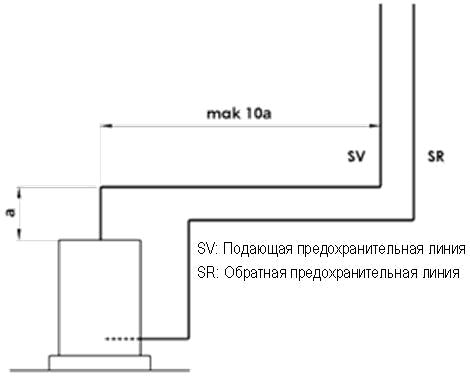 mak 10a
SV
SR
a
SV: Подающая предохранительная линия
SR: Обратная предохранительная линия